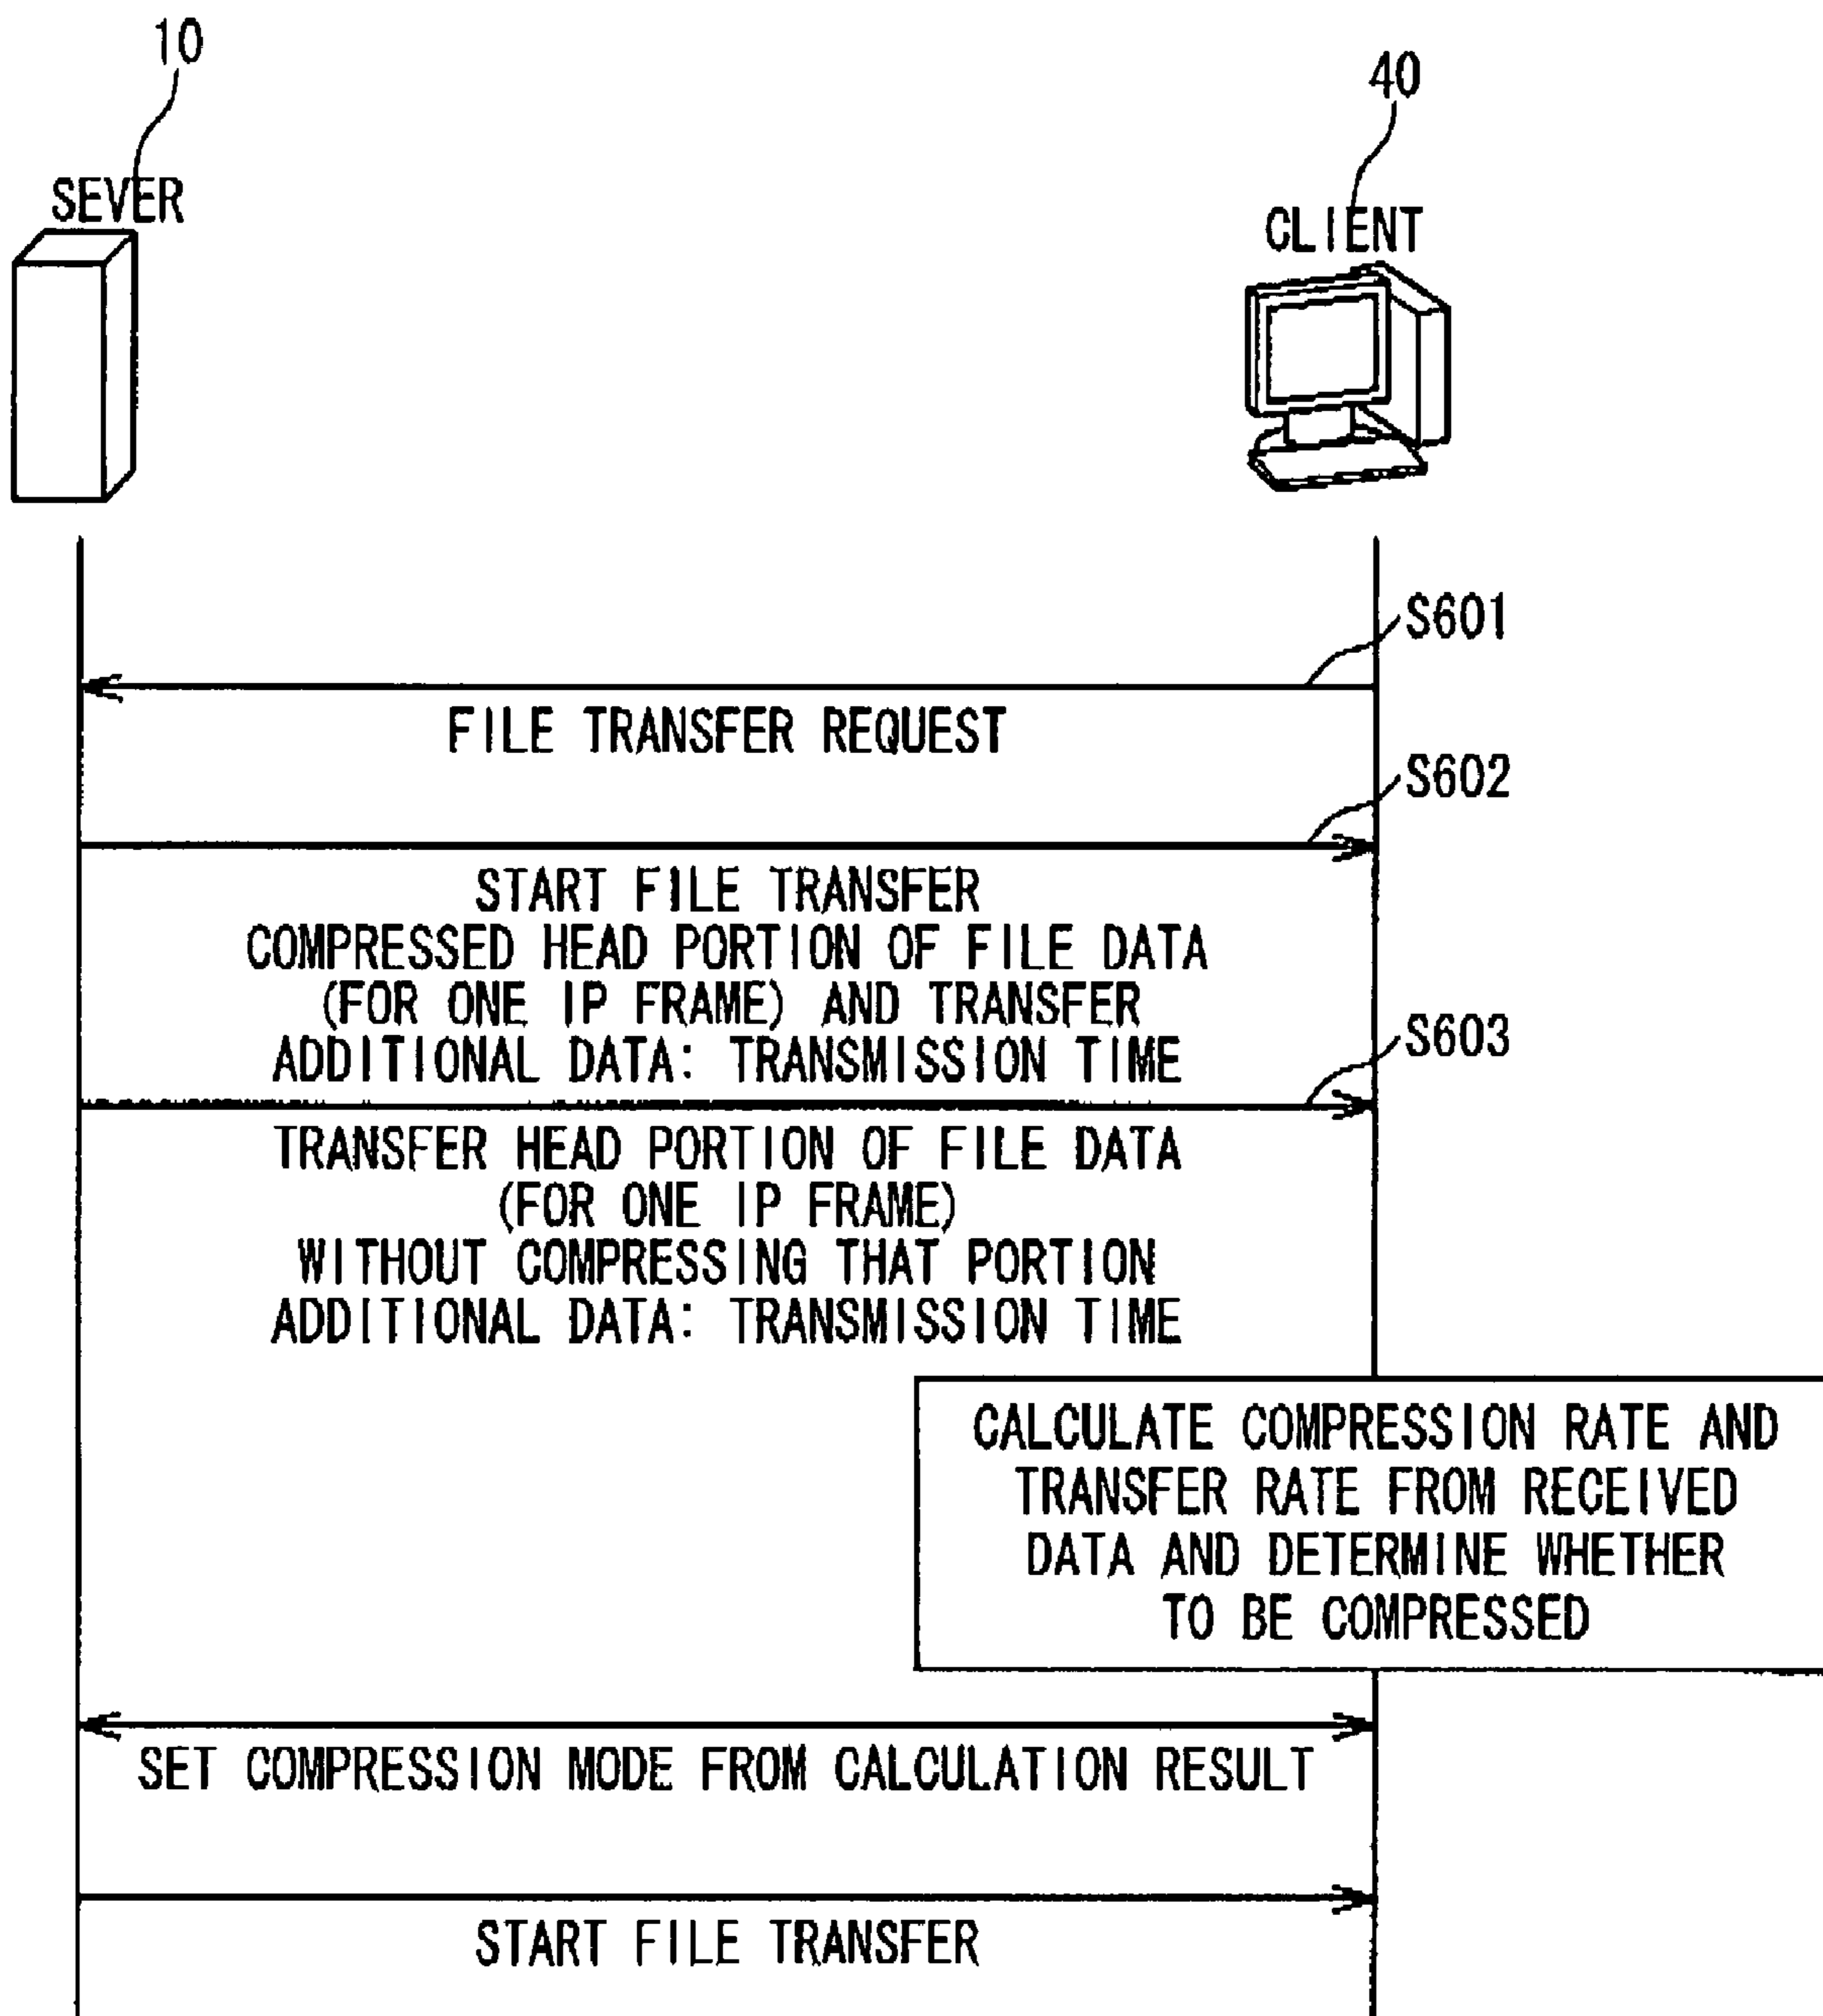 10
40
SEVER
CLIENT
S601
FILE TRANSFER REQUEST
S602
START FILE TRANSFER
COMPRESSED HEAD PORTION OF FILE DATA
(FOR ONE IP FRAME) AND TRANSFER
ADDITIONAL DATA: TRANSMISSION TIME
S603
TRANSFER HEAD PORTION OF FILE DATA
(FOR ONE IP FRAME)
WITHOUT COMPRESSING THAT PORTION
ADDITIONAL DATA: TRANSMISSION TIME
CALCULATE COMPRESSION RATE AND
TRANSFER RATE FROM RECEIVED
DATA AND DETERMINE WHETHER
TO BE COMPRESSED
SET COMPRESSION MODE FROM CALCULATION RESULT
START FILE TRANSFER